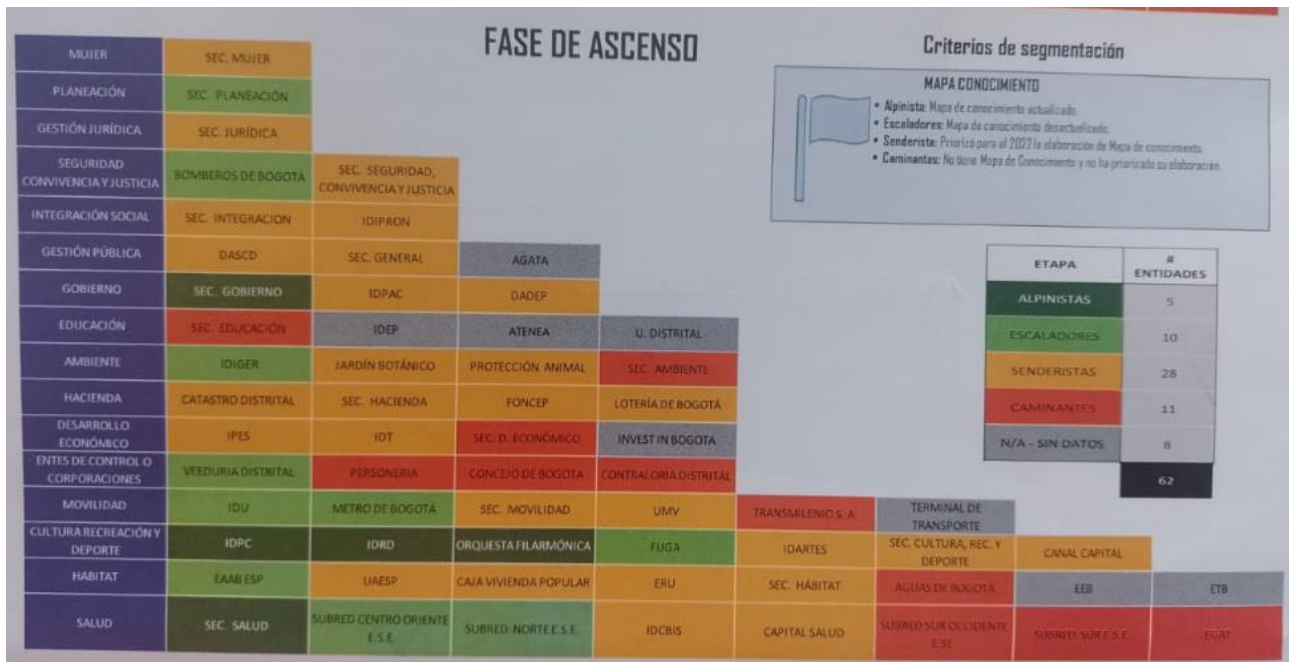 FASE DE ASCENSO
Criterios de segmentación
MAPA CONOCIMIENTO
• Alpinista: Mapa de conocimiento actualizado.
• Escaladores: Mapa de conocimiento desactualizado.
• Senderista: Priorizó para el 2022 la elaboración de Mapa de conocimiento.
• Caminantes: No tiene Mapa de Conocimiento y no ha priorizado su elaboración.
MUJER SEC. MUJER
PLANEACIÓN SEC. PLANEACIÓN
GESTIÓN JURÍDICA SEC. JURÍDICA
SEGURIDAD
CONVIVENCIA Y JUSTICIA
BOMBEROS DE BOGOTÁ
SEC. SEGURIDAD,
CONVIVENCIA Y JUSTICIA
INTEGRACIÓN SOCIAL SEC. INTEGRACION IDIPRON
GESTIÓN PÚBLICA DASCD SEC. GENERAL AGATA
GOBIERNO SEC. GOBIERNO IDPAC DADEP
EDUCACIÓN SEC. EDUCACIÓN IDEP ATENEA U. DISTRITAL
AMBIENTE IDIGER JARDÍN BOTÁNICO PROTECCIÓN ANIMAL SEC. AMBIENTE
HACIENDA CATASTRO DISTRITAL SEC. HACIENDA FONCEP LOTERÍA DE BOGOTÁ
DESARROLLO
ECONÓMICO
IPES IDT SEC. D. ECONÓMICO INVEST IN BOGOTA
ENTES DE CONTROL O
CORPORACIONES
VEEDURIA DISTRITAL PERSONERIA CONCEJO DE BOGOTA CONTRALORIA DISTRITAL
MOVILIDAD IDU METRO DE BOGOTÁ SEC. MOVILIDAD UMV TRANSMILENIO S. A.
TERMINAL DE
TRANSPORTE
CULTURA RECREACIÓN Y
DEPORTE
IDPC IDRD ORQUESTA FILARMÓNICA FUGA IDARTES
SEC. CULTURA, REC. Y
DEPORTE
CANAL CAPITAL
HABITAT EAAB ESP UAESP CAJA VIVIENDA POPULAR ERU SEC. HÁBITAT AGUAS DE BOGOTÁ EEB ETB
SALUD SEC. SALUD
SUBRED CENTRO ORIENTE
E.S.E
SUBRED NORTE E.S.E. IDCBIS CAPITAL SALUD
SUBRED SUR OCCIDENTE
E.SE
SUBRED SUR E.S.E. EGAT
ETAPA # ENTIDADES
ALPINISTAS 5
ESCALADORES 10
SENDERISTAS 28
CAMINANTES 11
N/A - SIN DATOS 8
62